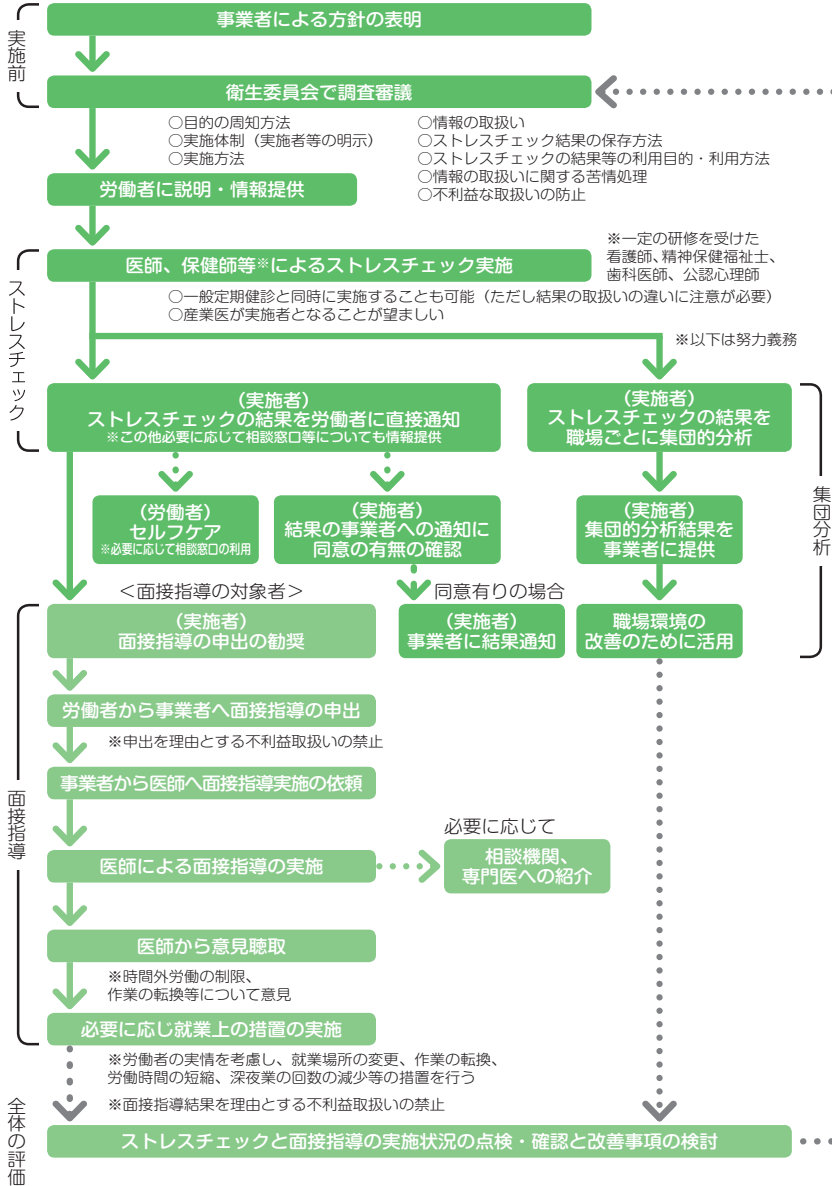 実施前
事業者による方針の表明
衛生委員会で調査審議
○目的の周知方法
○実施体制（実施者等の明示）
○実施方法
○情報の取扱い
○ストレスチェック結果の保存方法
○ストレスチェックの結果等の利用目的・利用方法
○情報の取扱いに関する苦情処理
○不利益な取扱いの防止
労働者に説明・情報提供
ストレスチェック
医師、保健師等※によるストレスチェック実施
※一定の研修を受けた
看護師、精神保健福祉士、
歯科医師、公認心理師
○一般定期健診と同時に実施することも可能（ただし結果の取扱いの違いに注意が必要）
○産業医が実施者となることが望ましい
※以下は努力義務
（実施者）
ストレスチェックの結果を労働者に直接通知
※この他必要に応じて相談窓口等についても情報提供
（実施者）
ストレスチェックの結果を
職場ごとに集団的分析
集団分析
（労働者）
セルフケア
※必要に応じて相談窓口の利用
（実施者）
結果の事業者への通知に
同意の有無の確認
（実施者）
集団的分析結果を
事業者に提供
＜面接指導の対象者＞
同意有りの場合
面接指導
（実施者）
面接指導の申出の勧奨
（実施者）
事業者に結果通知
職場環境の
改善のために活用
労働者から事業者へ面接指導の申出
※申出を理由とする不利益取扱いの禁止
事業者から医師へ面接指導実施の依頼
必要に応じて
医師による面接指導の実施
相談機関、
専門医への紹介
医師から意見聴取
※時間外労働の制限、
作業の転換等について意見
必要に応じ就業上の措置の実施
※労働者の実情を考慮し、就業場所の変更、作業の転換、
労働時間の短縮、深夜業の回数の減少等の措置を行う
※面接指導結果を理由とする不利益取扱いの禁止
全体の評価
ストレスチェックと面接指導の実施状況の点検・確認と改善事項の検討